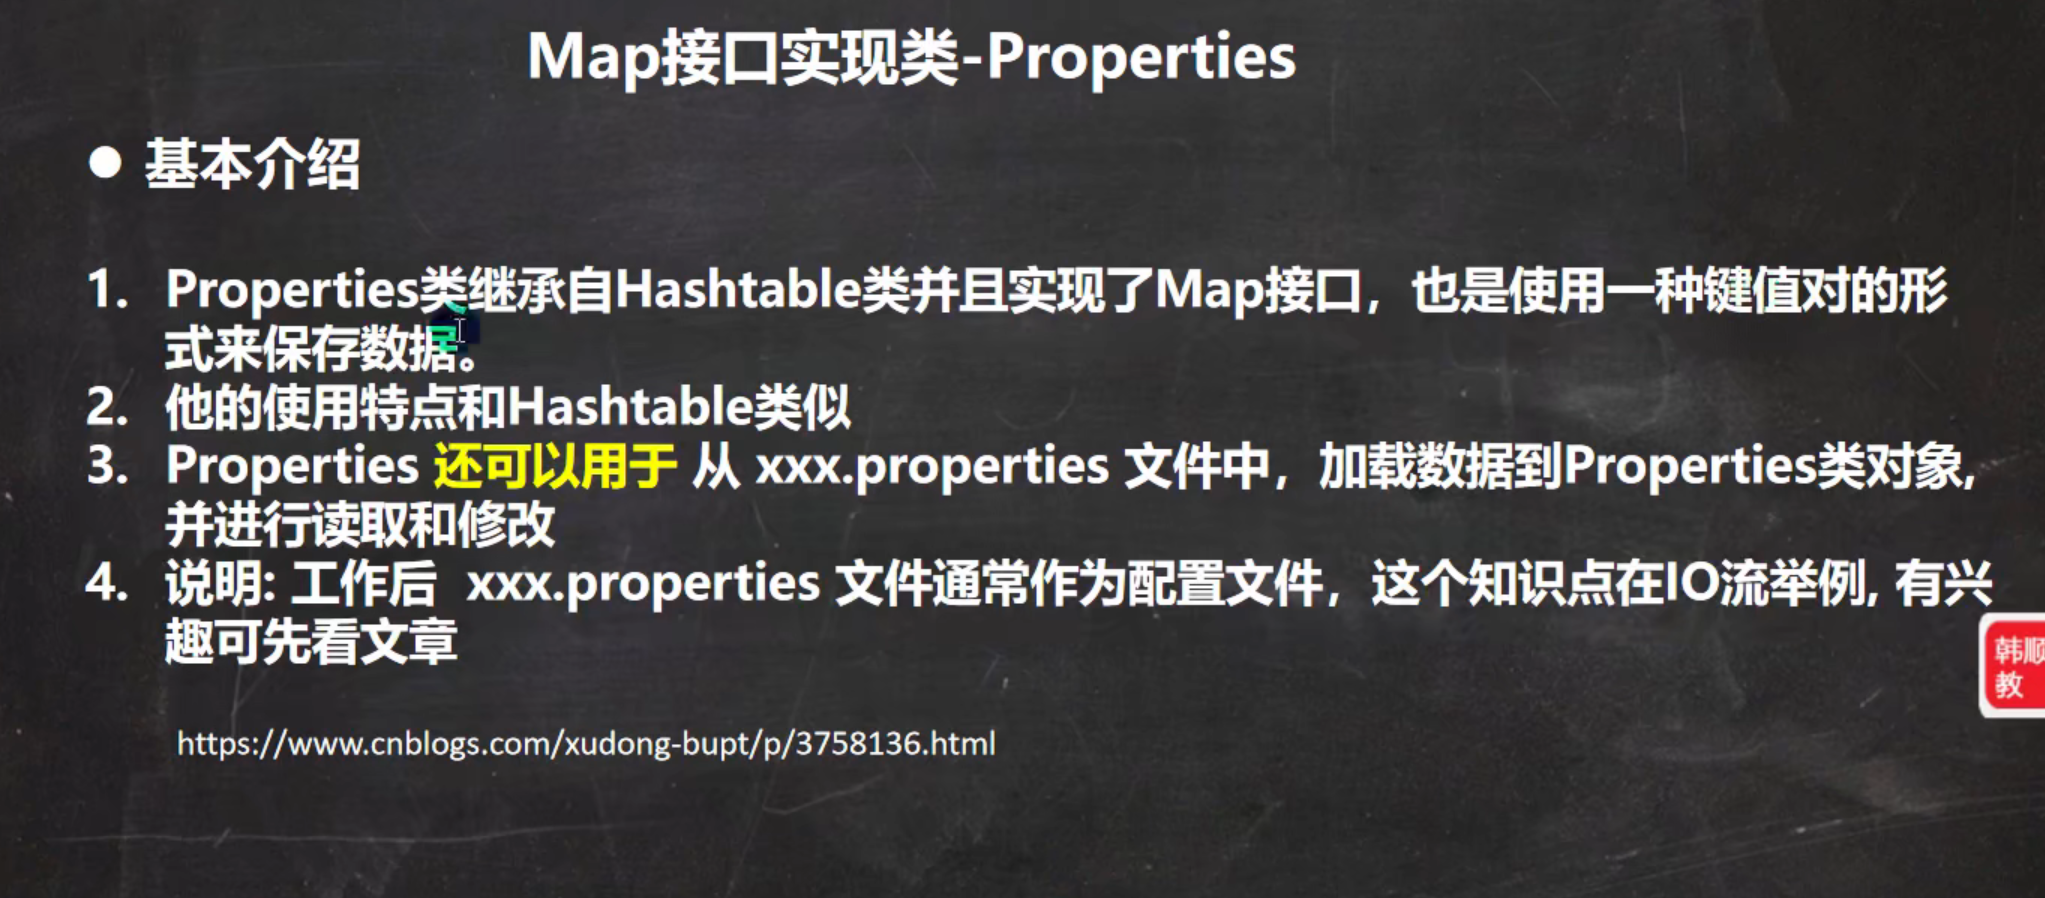 Map接口实现类-Properties
● 基本介绍
1. Properties类继承自Hashtable类并且实现了Map接口，也是使用一种键值对的形
式来保存数据。
2. 他的使用特点和Hashtable类似
3. Properties 还可以用于 从 xxx.properties 文件中，加载数据到Properties类对象,
并进行读取和修改
4. 说明: 工作后 xxx.properties 文件通常作为配置文件，这个知识点在IO流举例, 有兴
趣可先看文章
韩顺
教
https://www.cnblogs.com/xudong-bupt/p/3758136.html